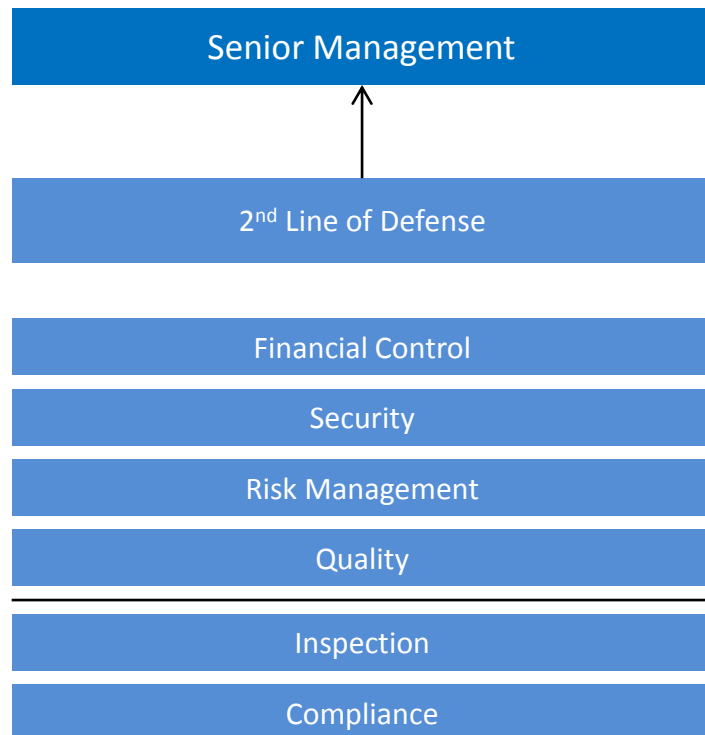 Senior Management
2nd Line of Defense
Financial Control
Security
Risk Management
Quality
Inspection
Compliance